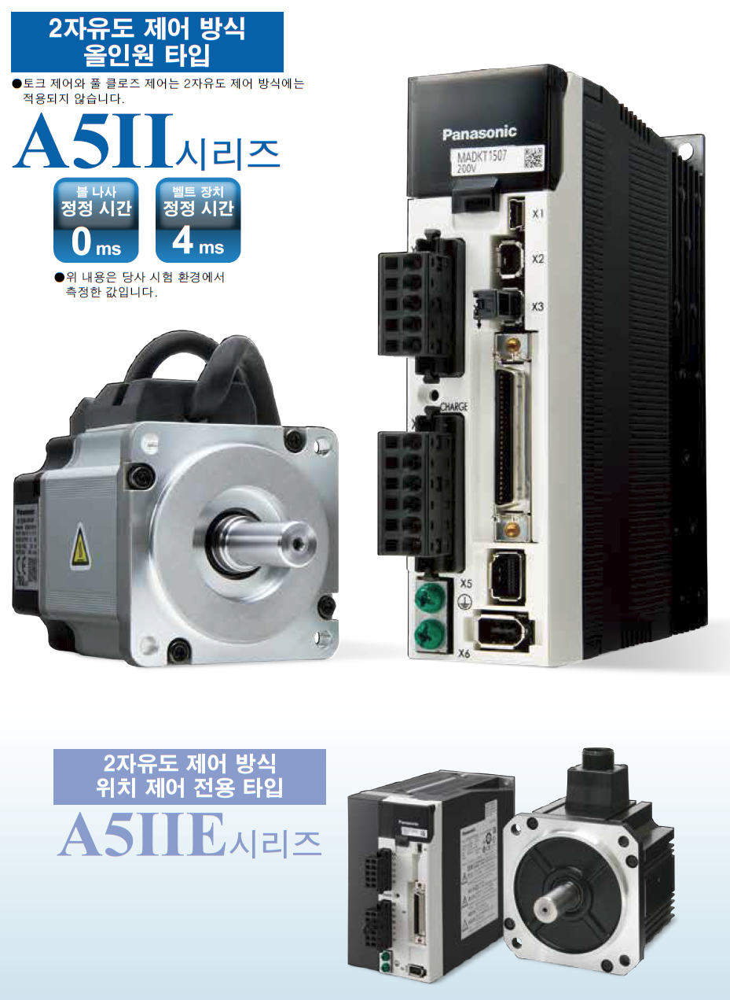 2자유도 제어 방식
올인원 타입
●토크 제어와 풀 클로즈 제어는 2자유도 제어 방식에는
적용되지 않습니다.
A5II시리즈
볼 나사
정정 시간
0 ms
벨트 장치
정정 시간
4 ms
●위 내용은 당사 시험 환경에서
측정한 값입니다.
Panasonic
MADKT1507
200V
X1
X2
X3
CHARGE
X5
X6
Panasonic
2자유도 제어 방식
위치 제어 전용 타입
A5IIE시리즈
Panasonic